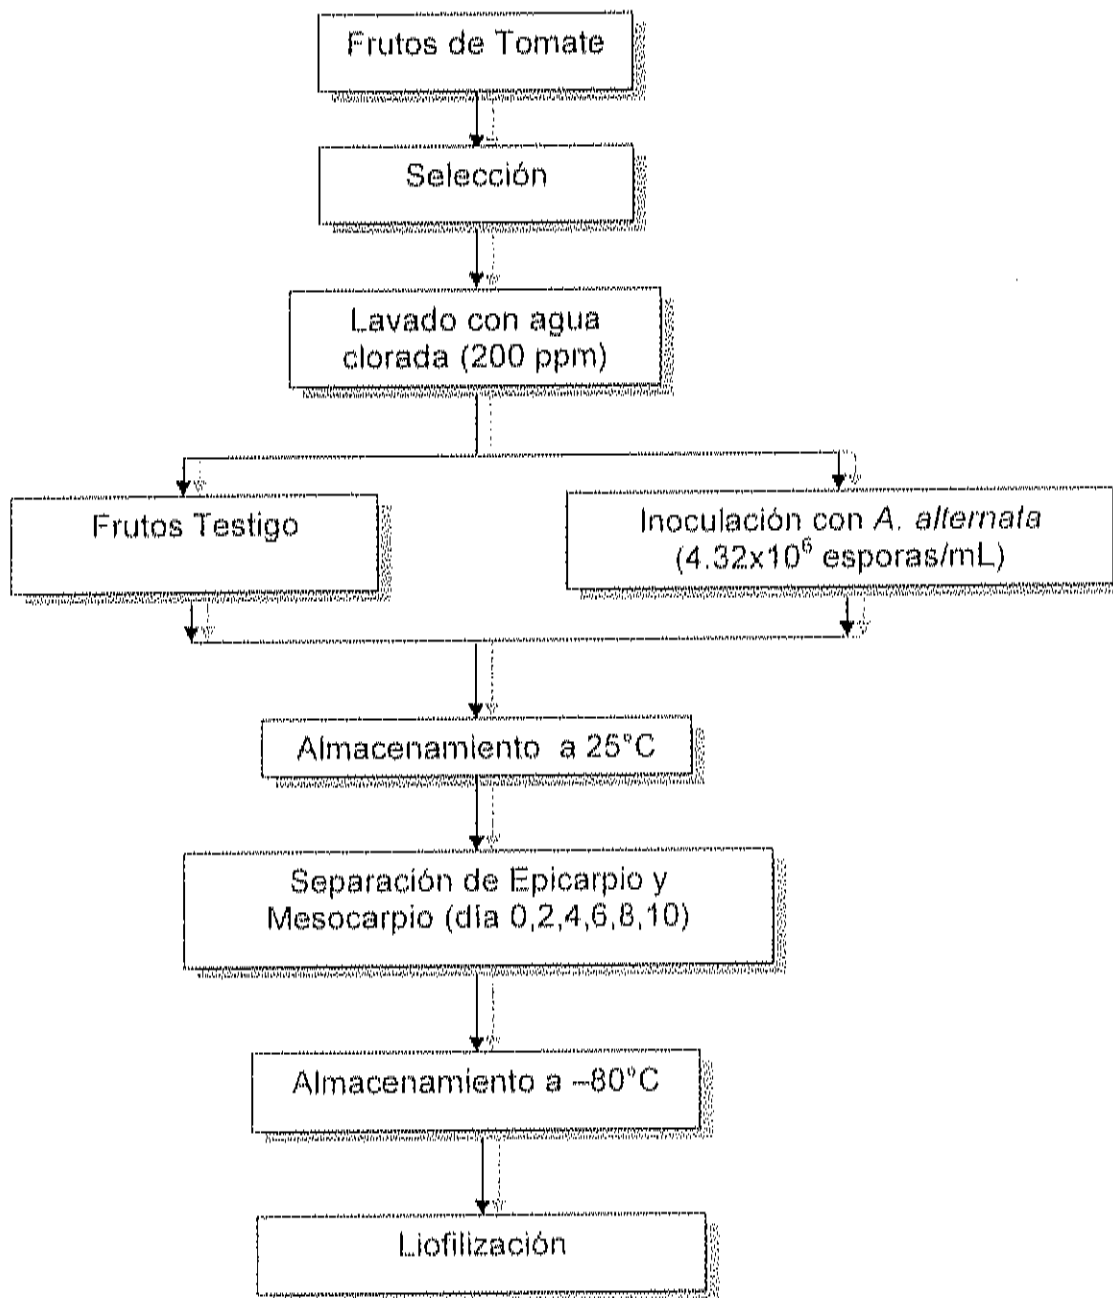 Frutos de Tomate
Selección
Lavado con agua
clorada (200 ppm)
Frutos Testigo
Inoculación con A. alternata
(4.32x10⁶ esporas/mL)
Almacenamiento a 25°C
Separación de Epicarpio y
Mesocarpio (día 0,2,4,6,8,10)
Almacenamiento a –80°C
Liofilización